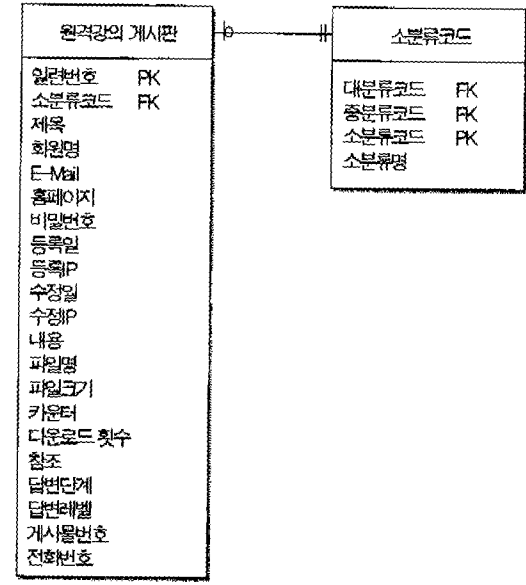 원격강의 게시판
일련번호 PK
소분류코드 FK
제목
회원명
E-Mail
홈페이지
비밀번호
등록일
등록IP
수정일
수정IP
내용
파일명
파일크기
카운터
다운로드 횟수
참조
답변단계
답변레벨
게시물번호
전화번호
소분류코드
대분류코드 FK
중분류코드 PK
소분류코드 PK
소분류명